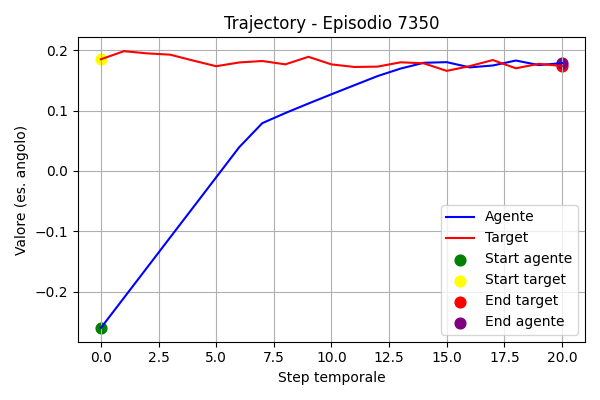 Trajectory - Episodio 7350
Valore (es. angolo)
0.2
0.1
0.0
−0.1
−0.2
Agente
Target
Start agente
Start target
End target
End agente
0.0 2.5 5.0 7.5 10.0 12.5 15.0 17.5 20.0
Step temporale